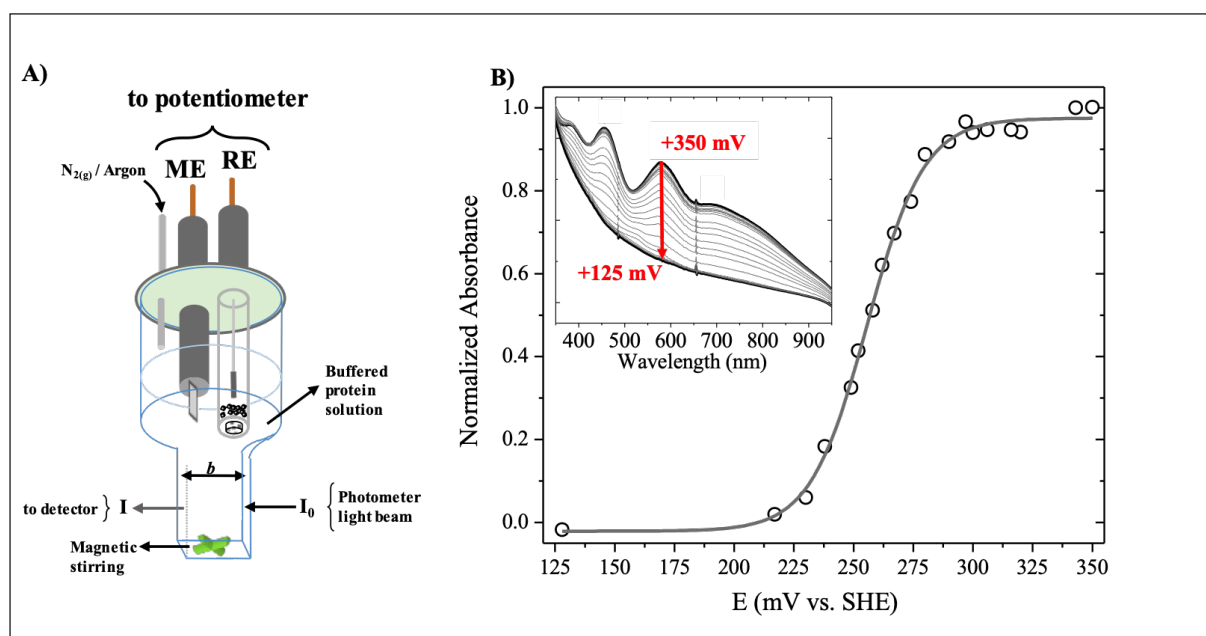 A)
to potentiometer
ME RE
N2(g) / Argon
Buffered
protein
solution
b
to detector } I
I0 { Photometer
light beam
Magnetic
stirring
B)
+350 mV
+125 mV
400 500 600 700 800 900
Wavelength (nm)
Normalized Absorbance
1.0
0.8
0.6
0.4
0.2
0.0
125 150 175 200 225 250 275 300 325 350
E (mV vs. SHE)